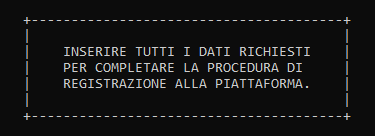 INSERIRE TUTTI I DATI RICHIESTI
PER COMPLETARE LA PROCEDURA DI
REGISTRAZIONE ALLA PIATTAFORMA.